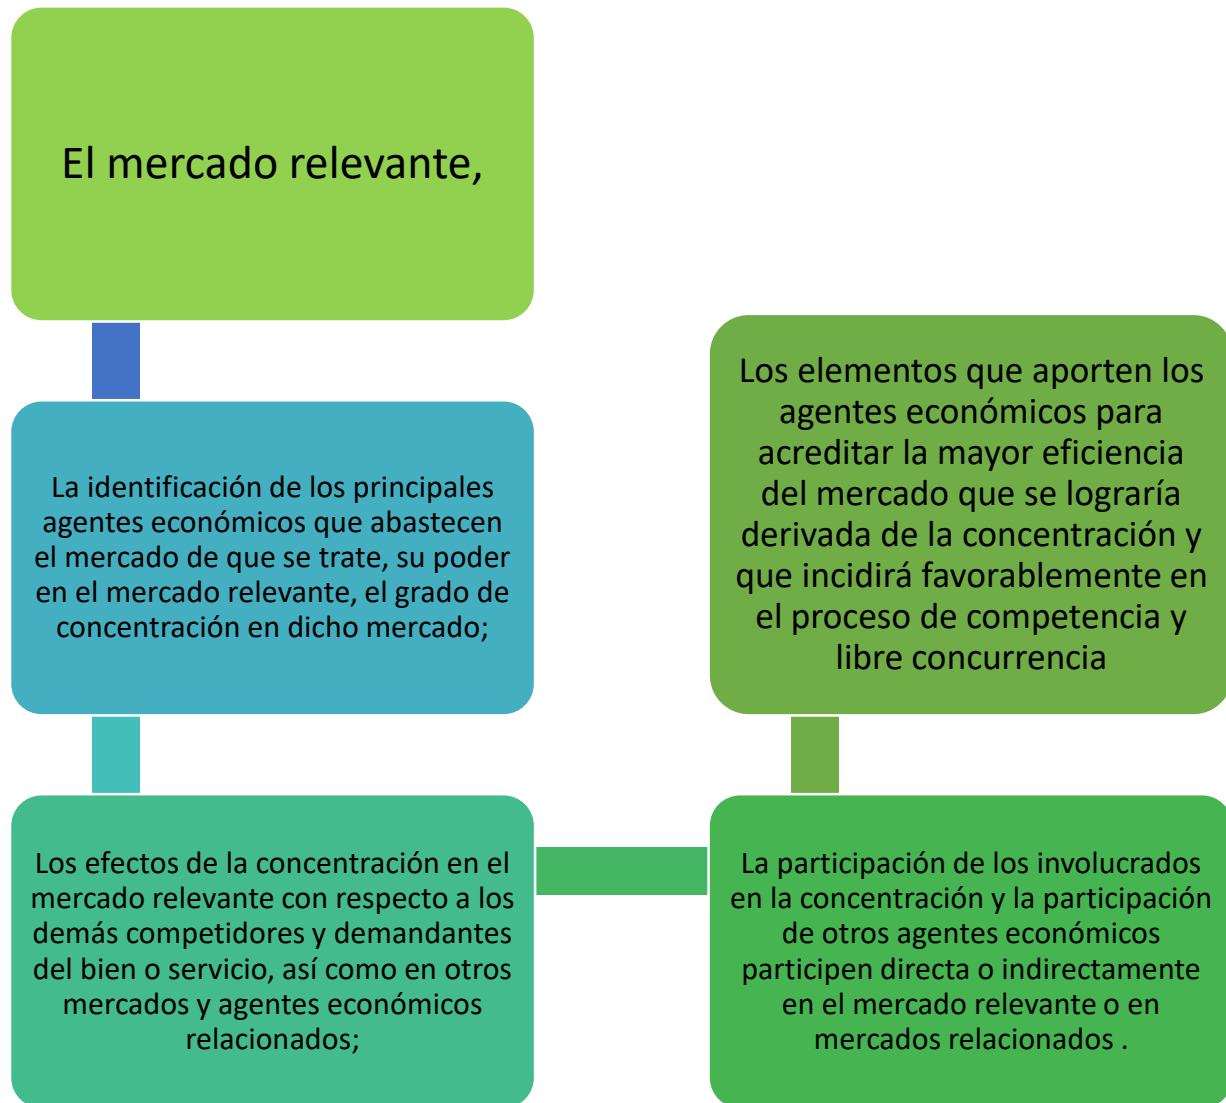 El mercado relevante,
La identificación de los principales
agentes económicos que abastecen
el mercado de que se trate, su poder
en el mercado relevante, el grado de
concentración en dicho mercado;
Los efectos de la concentración en el
mercado relevante con respecto a los
demás competidores y demandantes
del bien o servicio, así como en otros
mercados y agentes económicos
relacionados;
La participación de los involucrados
en la concentración y la participación
de otros agentes económicos
participen directa o indirectamente
en el mercado relevante o en
mercados relacionados .
Los elementos que aporten los
agentes económicos para
acreditar la mayor eficiencia
del mercado que se lograría
derivada de la concentración y
que incidirá favorablemente en
el proceso de competencia y
libre concurrencia